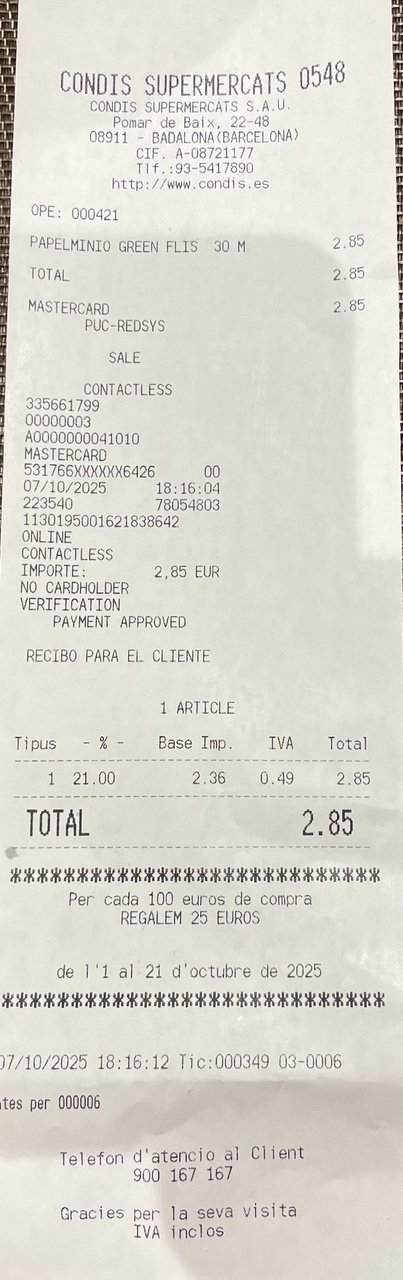 CONDIS SUPERMERCATS 0548
CONDIS SUPERMERCATS S.A.U.
Pomar de Baix, 22-48
08911 - BADALONA(BARCELONA)
CIF. A-08721177
Tlf.:93-5417890
http://www.condis.es
OPE: 000421
PAPELMINIO GREEN FLIS 30 M 2.85
TOTAL 2.85
MASTERCARD 2.85
PUC-REDSYS
SALE
CONTACTLESS
335661799
00000003
A0000000041010
MASTERCARD
531766XXXXXX6426 00
07/10/2025 18:16:04
223540 78054803
1130195001621838642
ONLINE
CONTACTLESS
IMPORTE: 2,85 EUR
NO CARDHOLDER
VERIFICATION
PAYMENT APPROVED
RECIBO PARA EL CLIENTE
1 ARTICLE
Tipus - % - Base Imp. IVA Total
1 21.00 2.36 0.49 2.85
TOTAL 2.85
Per cada 100 euros de compra
REGALEM 25 EUROS
de l'1 al 21 d'octubre de 2025
07/10/2025 18:16:12 Tic:000349 03-0006
per 000006
Telefon d'atencio al Client
900 167 167
Gracies per la seva visita
IVA inclos